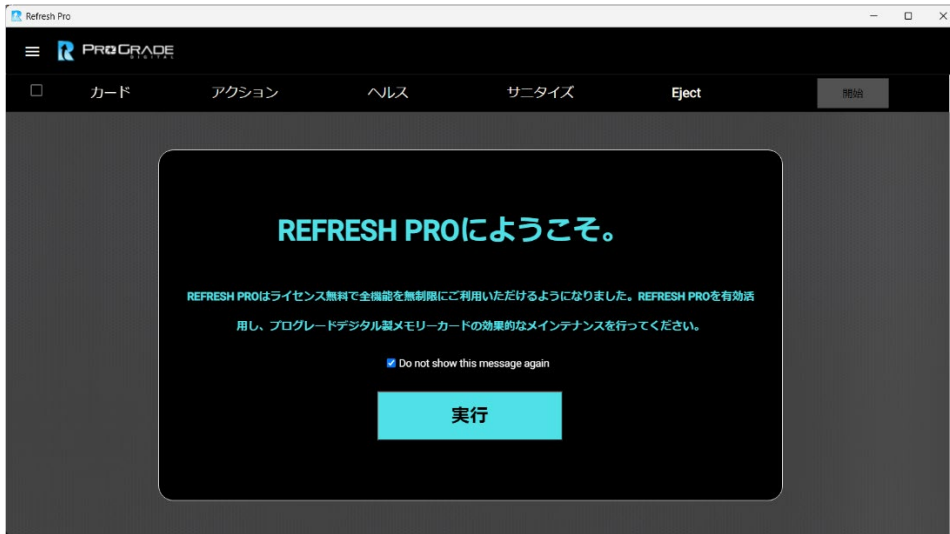 Refresh Pro
PROGRADE
DIGITAL
カード アクション ヘルス サニタイズ Eject 開始
REFRESH PROにようこそ。
REFRESH PROはライセンス無料で全機能を無制限にご利用いただけるようになりました。REFRESH PROを有効活
用し、プログレードデジタル製メモリーカードの効果的なメインテナンスを行ってください。
Do not show this message again
実行